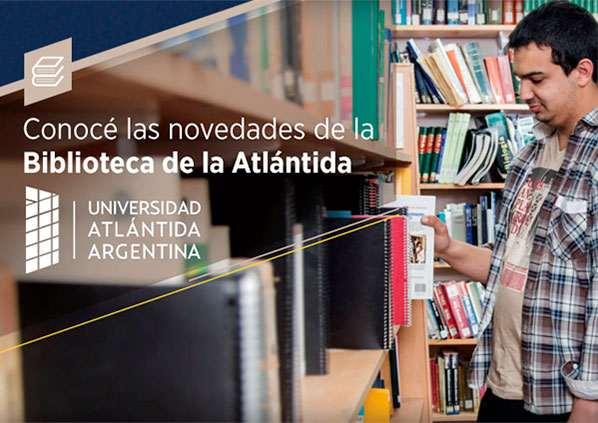 Conocé las novedades de la
Biblioteca de la Atlántida
UNIVERSIDAD
ATLÁNTIDA
ARGENTINA